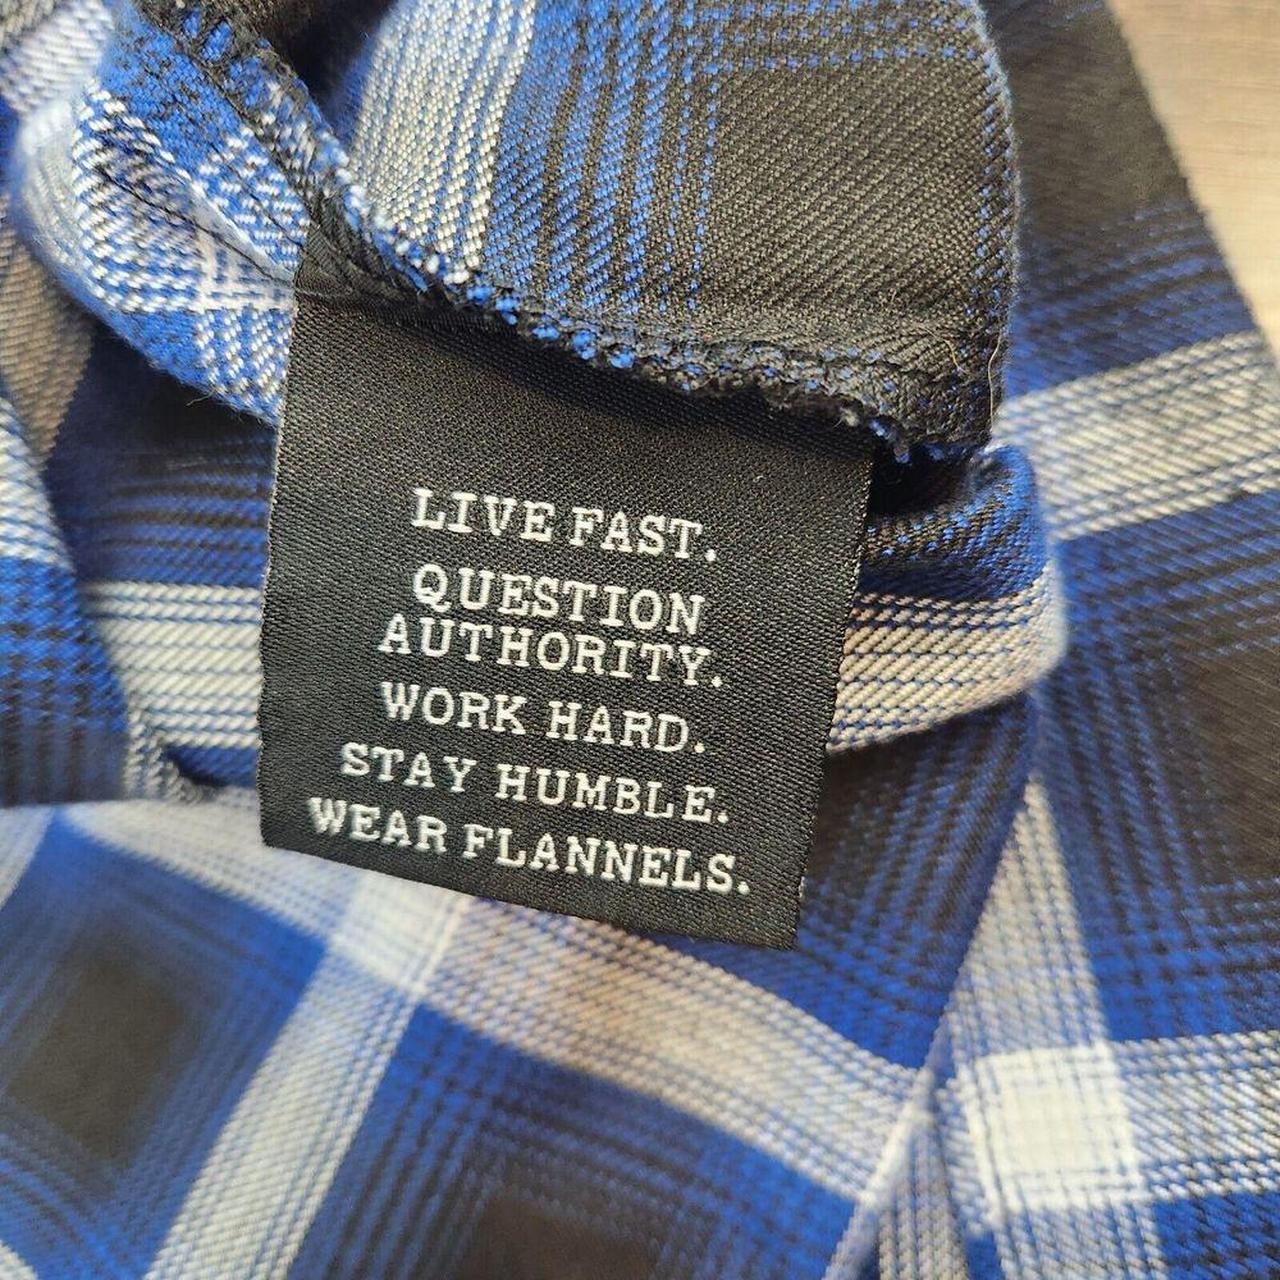 LIVE FAST.
QUESTION
AUTHORITY.
WORK HARD.
STAY HUMBLE.
WEAR FLANNELS.